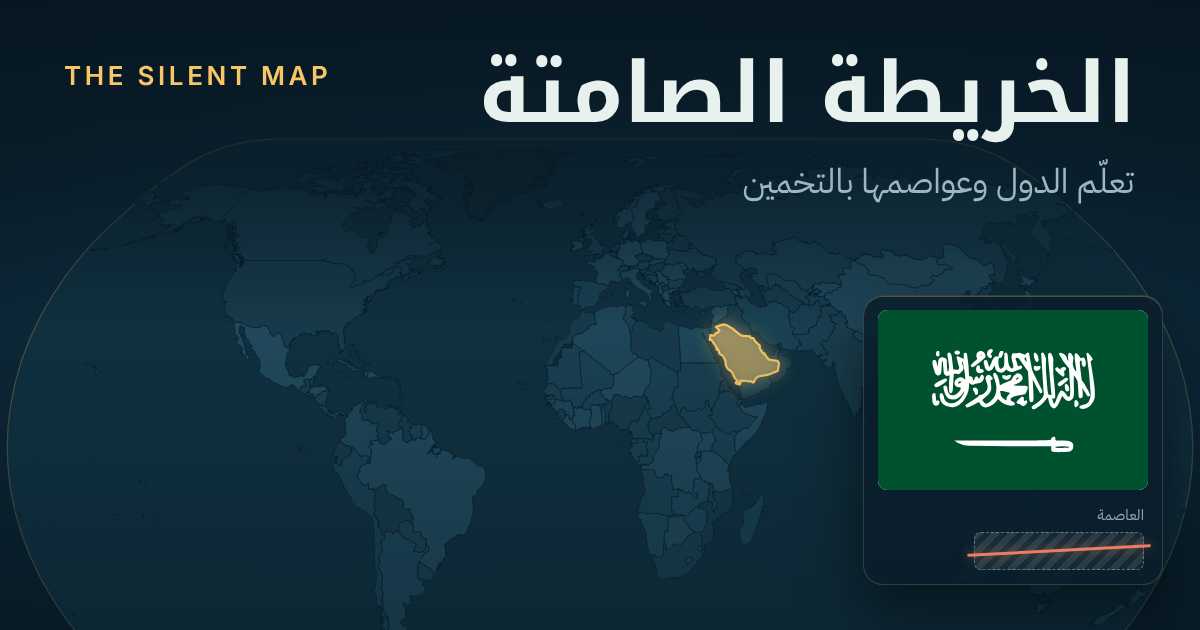 THE SILENT MAP
الخريطة الصامتة
تعلّم الدول وعواصمها بالتخمين
لا إله إلا الله محمد رسول الله
العاصمة